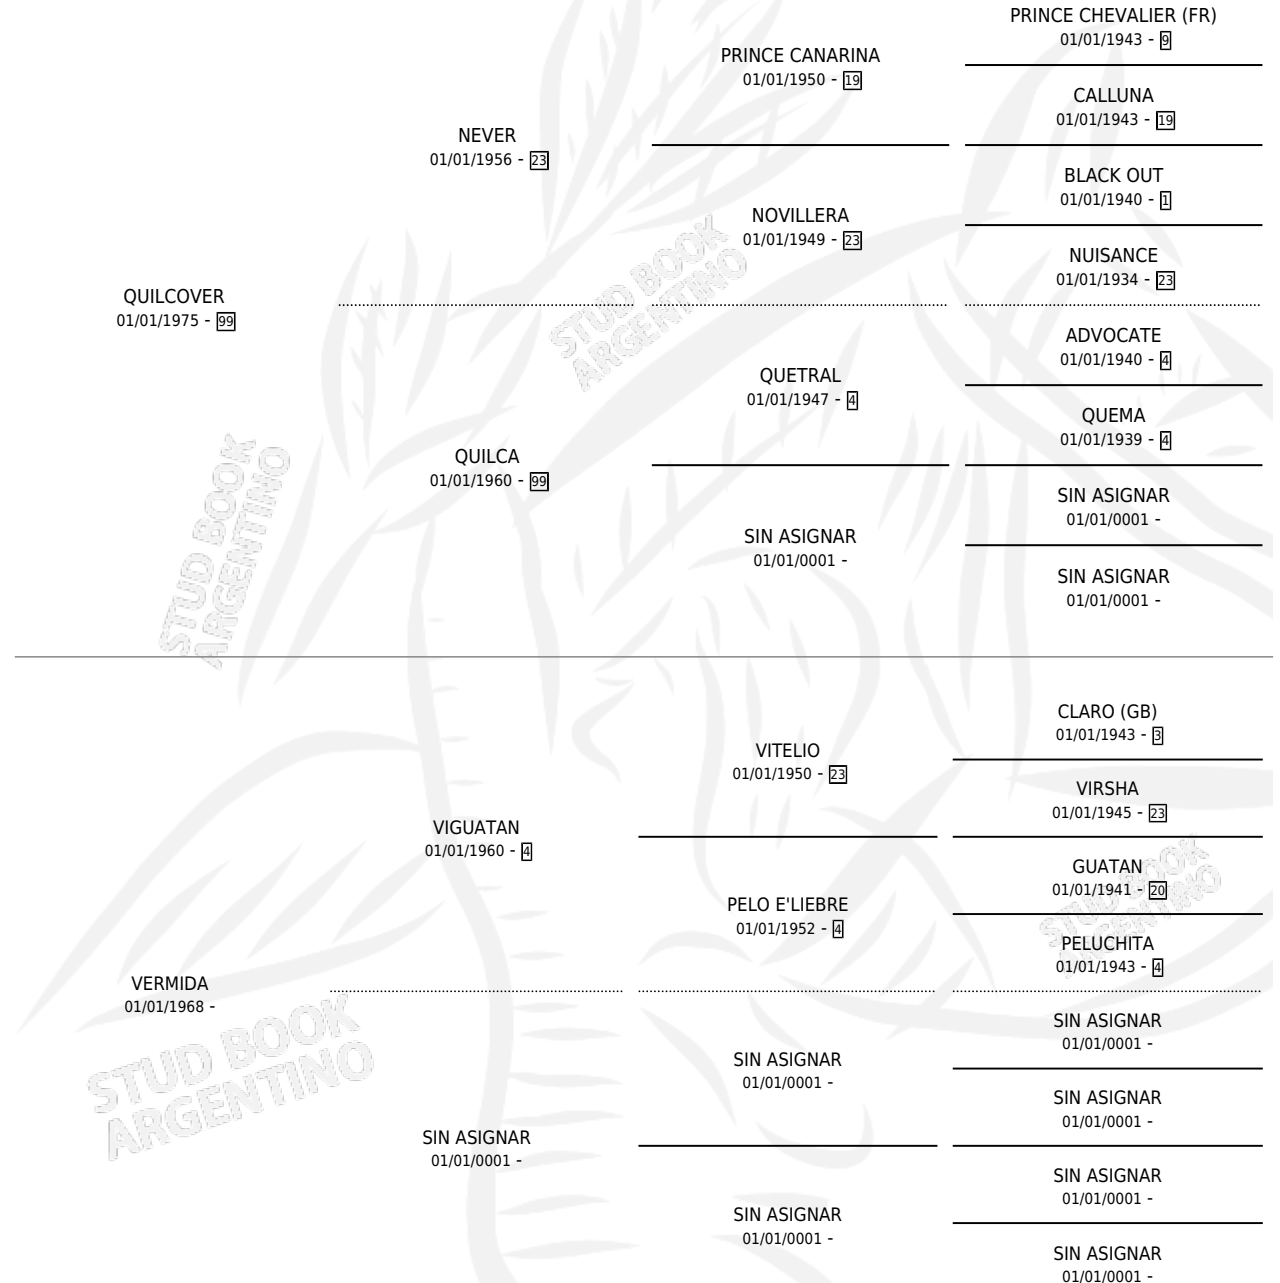 PRINCE CHEVALIER (FR)
01/01/1943 - 9
PRINCE CANARINA
01/01/1950 - 19
CALLUNA
01/01/1943 - 19
NEVER
01/01/1956 - 23
BLACK OUT
01/01/1940 - 1
NOVILLERA
01/01/1949 - 23
NUISANCE
01/01/1934 - 23
QUILCOVER
01/01/1975 - 99
ADVOCATE
01/01/1940 - 4
QUETRAL
01/01/1947 - 4
QUEMA
01/01/1939 - 4
QUILCA
01/01/1960 - 99
SIN ASIGNAR
01/01/0001 -
SIN ASIGNAR
01/01/0001 -
SIN ASIGNAR
01/01/0001 -
CLARO (GB)
01/01/1943 - 3
VITELIO
01/01/1950 - 23
VIRSHA
01/01/1945 - 23
VIGUATAN
01/01/1960 - 4
GUATAN
01/01/1941 - 20
PELO E'LIEBRE
01/01/1952 - 4
PELUCHITA
01/01/1943 - 4
VERMIDA
01/01/1968 -
SIN ASIGNAR
01/01/0001 -
SIN ASIGNAR
01/01/0001 -
SIN ASIGNAR
01/01/0001 -
SIN ASIGNAR
01/01/0001 -
SIN ASIGNAR
01/01/0001 -
SIN ASIGNAR
01/01/0001 -
SIN ASIGNAR
01/01/0001 -
STUD BOOK
ARGENTINO
STUD BOOK
ARGENTINO
STUD BOOK
ARGENTINO
STUD BOOK
ARGENTINO